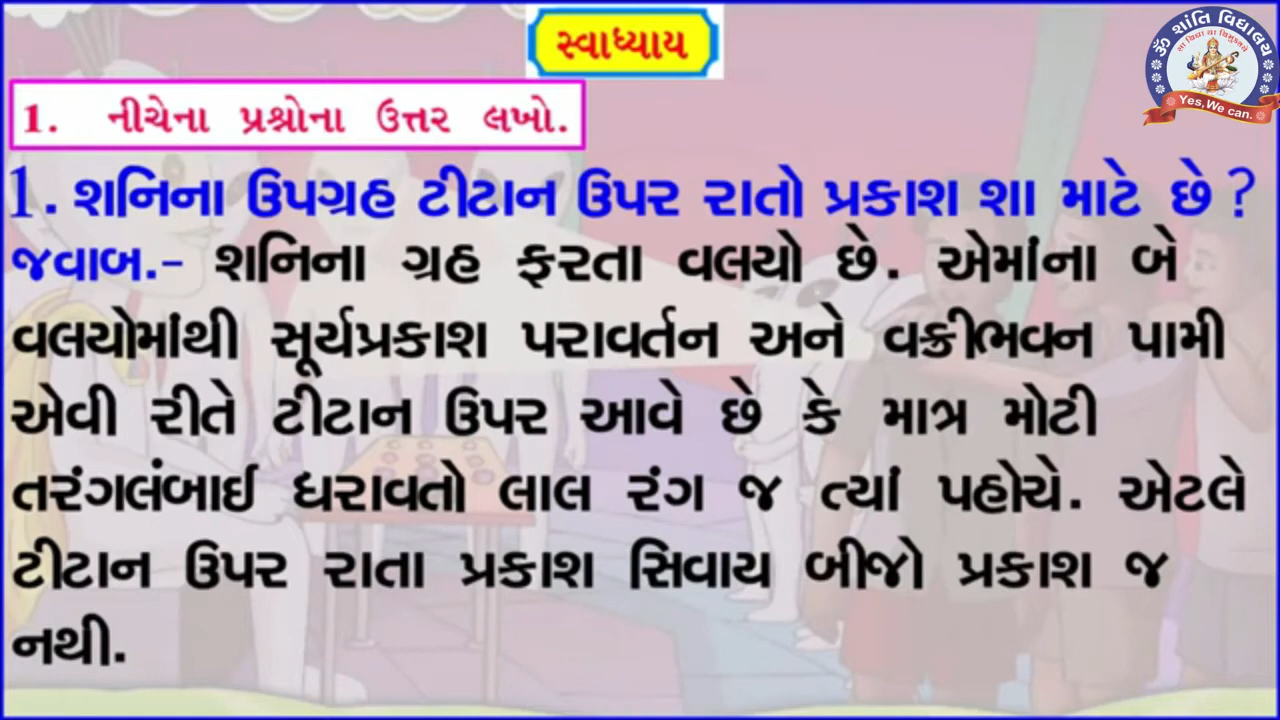 સ્વાધ્યાય
ૐ શાંતિ વિદ્યાલય
સા વિદ્યા યા વિમુક્તયે
Yes, We can.
1. નીચેના પ્રશ્નોના ઉત્તર લખો.
1. શનિના ઉપગ્રહ ટીટાન ઉપર રાતો પ્રકાશ શા માટે છે ?
જવાબ.- શનિના ગ્રહ ફરતા વલયો છે. એમાંના બે
વલયોમાંથી સૂર્યપ્રકાશ પરાવર્તન અને વક્રીભવન પામી
એવી રીતે ટીટાન ઉપર આવે છે કે માત્ર મોટી
તરંગલંબાઈ ધરાવતો લાલ રંગ જ ત્યાં પહોચે. એટલે
ટીટાન ઉપર રાતા પ્રકાશ સિવાય બીજો પ્રકાશ જ
નથી.